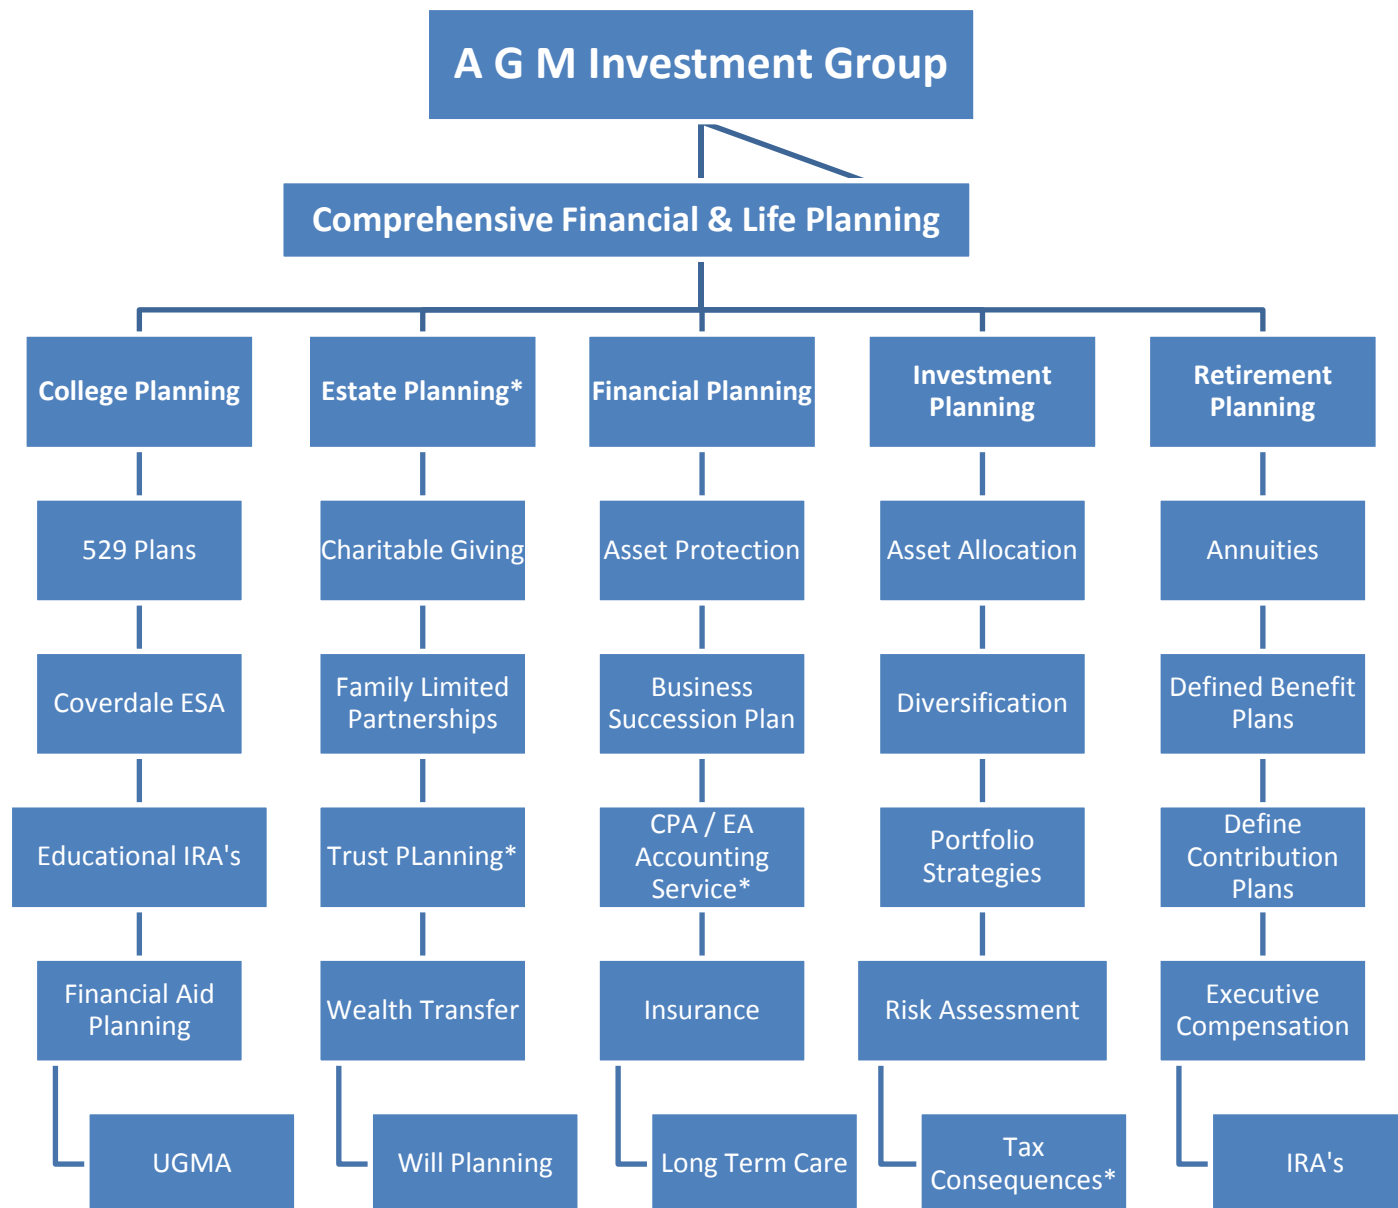 A G M Investment Group
Comprehensive Financial & Life Planning
College Planning
Estate Planning*
Financial Planning
Investment
Planning
Retirement
Planning
529 Plans
Charitable Giving
Asset Protection
Asset Allocation
Annuities
Coverdale ESA
Family Limited
Partnerships
Business
Succession Plan
Diversification
Defined Benefit
Plans
Educational IRA's
Trust PLanning*
CPA / EA
Accounting
Service*
Portfolio
Strategies
Define
Contribution
Plans
Financial Aid
Planning
Wealth Transfer
Insurance
Risk Assessment
Executive
Compensation
UGMA
Will Planning
Long Term Care
Tax
Consequences*
IRA's